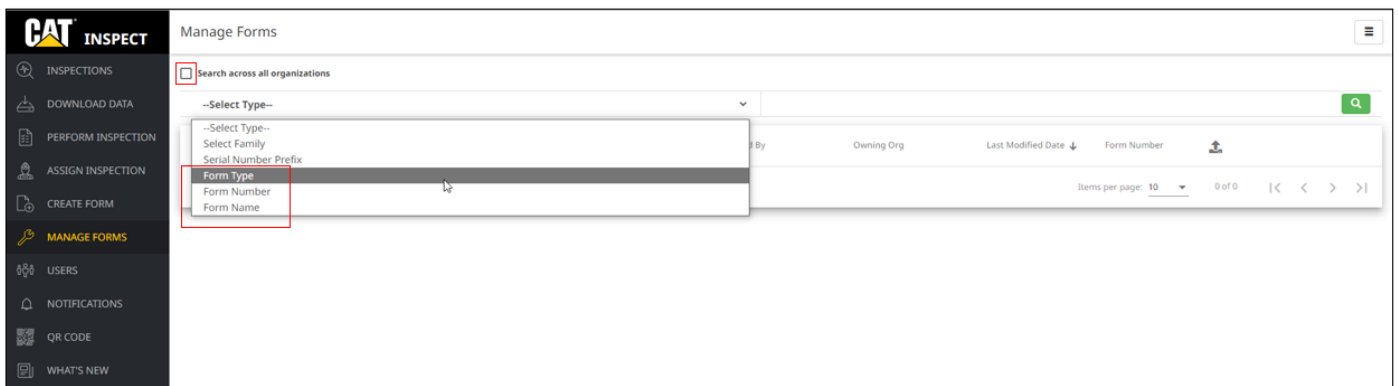 CAT INSPECT
Manage Forms
INSPECTIONS
DOWNLOAD DATA
PERFORM INSPECTION
ASSIGN INSPECTION
CREATE FORM
MANAGE FORMS
USERS
NOTIFICATIONS
QR CODE
WHAT'S NEW
Search across all organizations
--Select Type--
--Select Type--
Select Family
Serial Number Prefix
Form Type
Form Number
Form Name
By Owning Org Last Modified Date Form Number
Items per page: 10 0 of 0